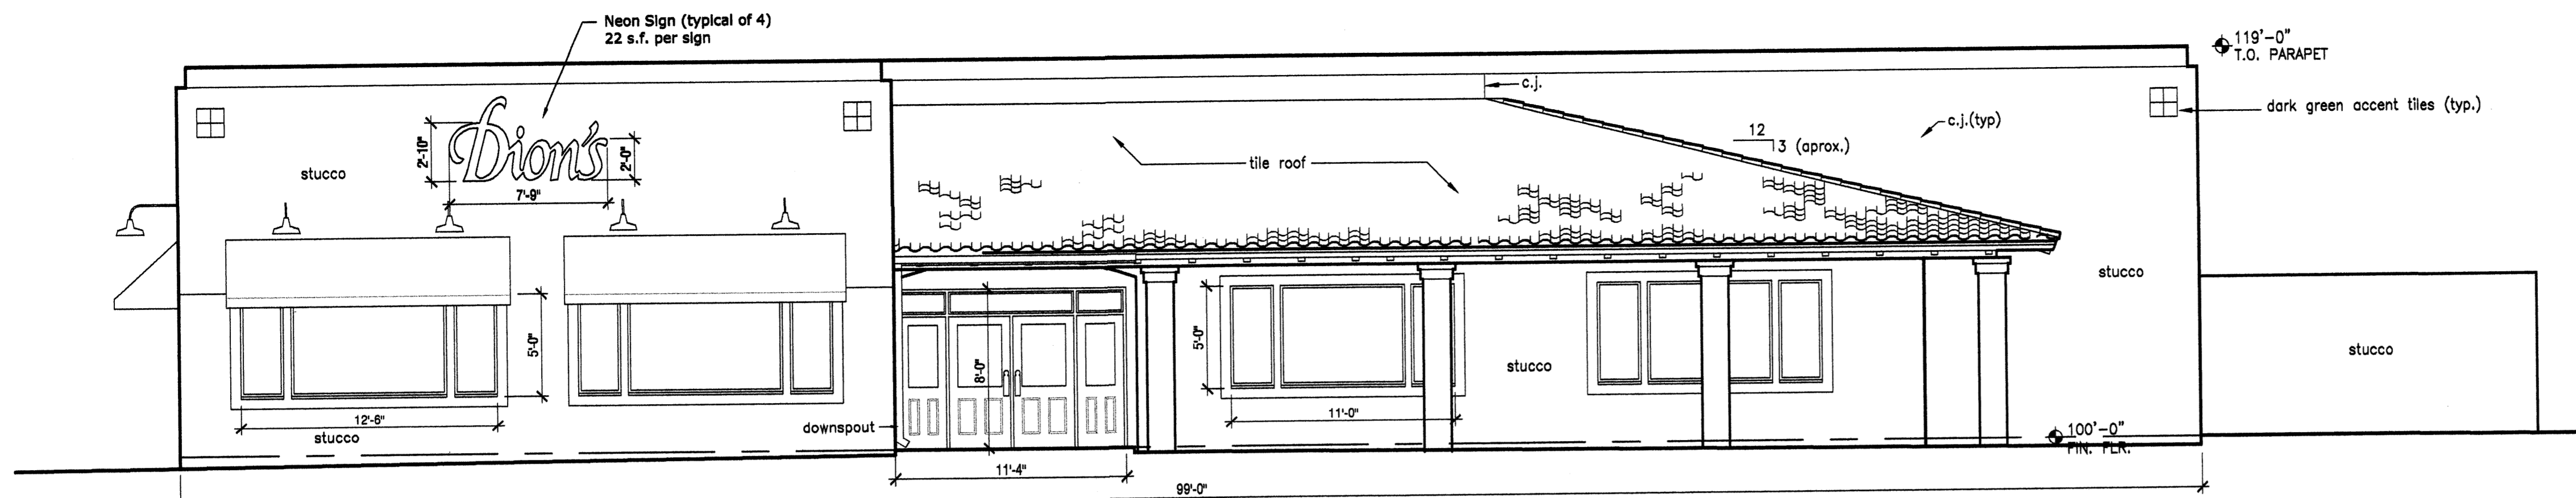 Neon Sign (typical of 4)
22 s.f. per sign
119'-0"
T.O. PARAPET
c.j.
dark green accent tiles (typ.)
c.j.(typ)
12
3 (aprox.)
Dion's
2'-10"
2'-0"
7'-9"
stucco
tile roof
stucco
5'-0"
8'-0"
5'-0"
stucco
stucco
12'-6"
stucco
11'-0"
downspout
100'-0"
FIN. FLR.
11'-4"
99'-0"